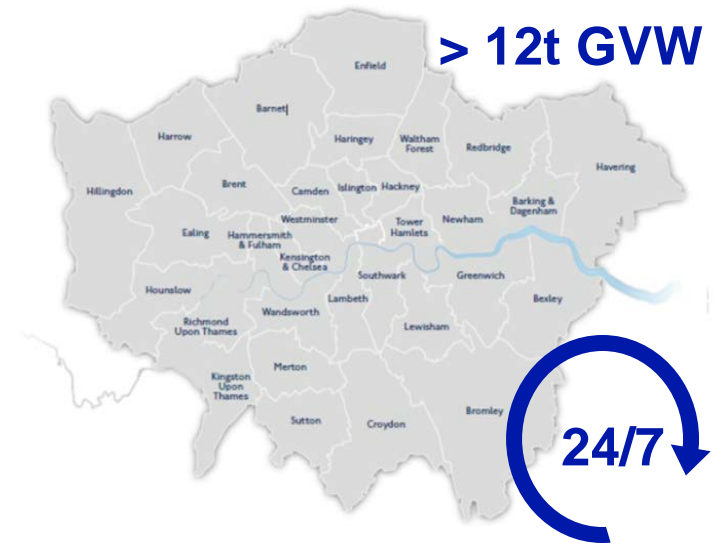 > 12t GVW
Enfield
Barnet
Harrow
Haringey
Waltham
Forest
Redbridge
Havering
Hillingdon
Brent
Camden
Islington
Hackney
Barking &
Dagenham
Westminster
Tower
Hamlets
Newham
Ealing
Hammersmith
& Fulham
Kensington
& Chelsea
Southwark
Greenwich
Hounslow
Lambeth
Bexley
Wandsworth
Richmond
Upon Thames
Lewisham
Merton
Kingston
Upon
Thames
Sutton
Croydon
Bromley
24/7